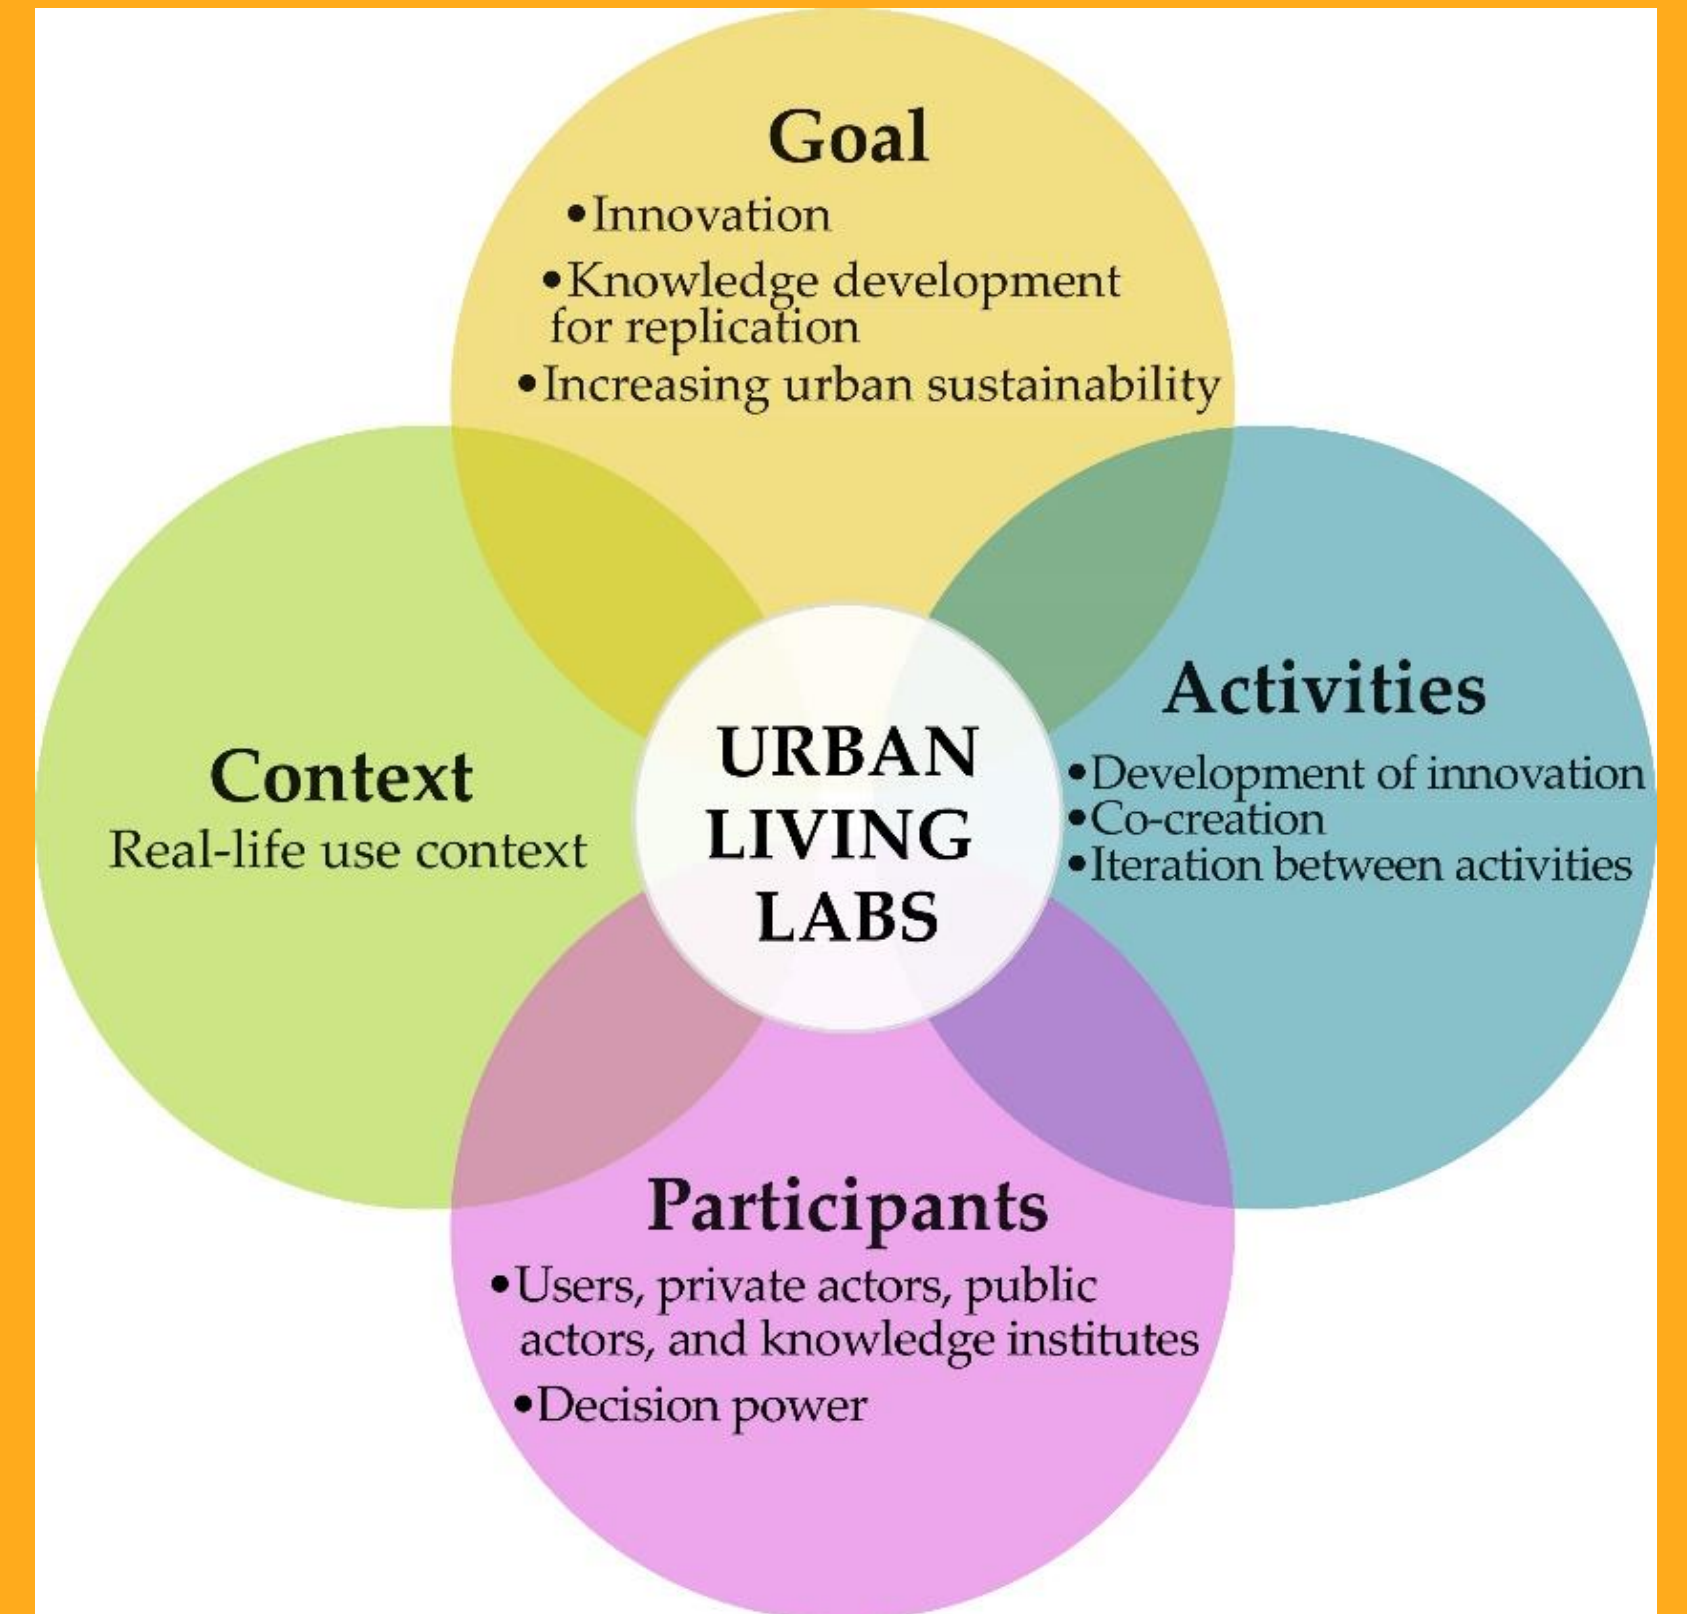 Goal
•Innovation
•Knowledge development
for replication
•Increasing urban sustainability
Context
Real-life use context
URBAN
LIVING
LABS
Activities
•Development of innovation
•Co-creation
•Iteration between activities
Participants
•Users, private actors, public
actors, and knowledge institutes
•Decision power